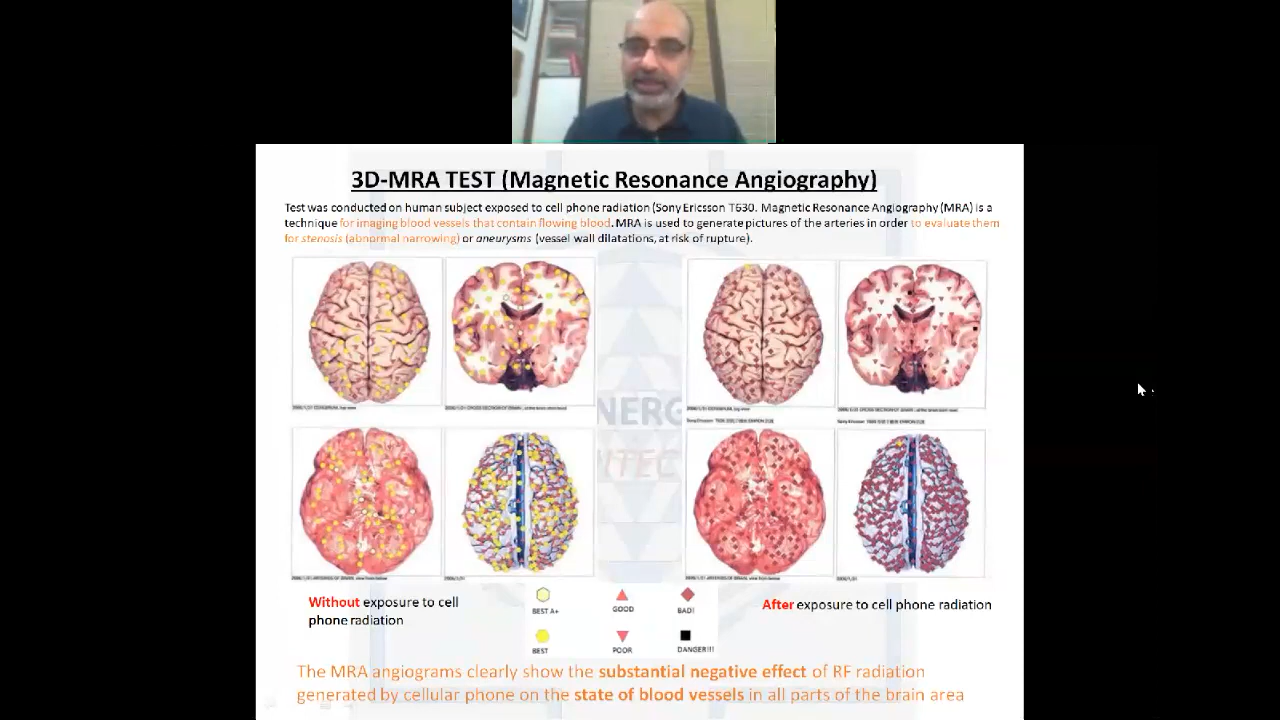 3D-MRA TEST (Magnetic Resonance Angiography)
Test was conducted on human subject exposed to cell phone radiation (Sony Ericsson T630. Magnetic Resonance Angiography (MRA) is a
technique for imaging blood vessels that contain flowing blood. MRA is used to generate pictures of the arteries in order to evaluate them
for stenosis (abnormal narrowing) or aneurysms (vessel wall dilatations, at risk of rupture).
Without exposure to cell
phone radiation
BEST A+
GOOD
BAD!
BEST
POOR
DANGER!!!
After exposure to cell phone radiation
The MRA angiograms clearly show the substantial negative effect of RF radiation
generated by cellular phone on the state of blood vessels in all parts of the brain area